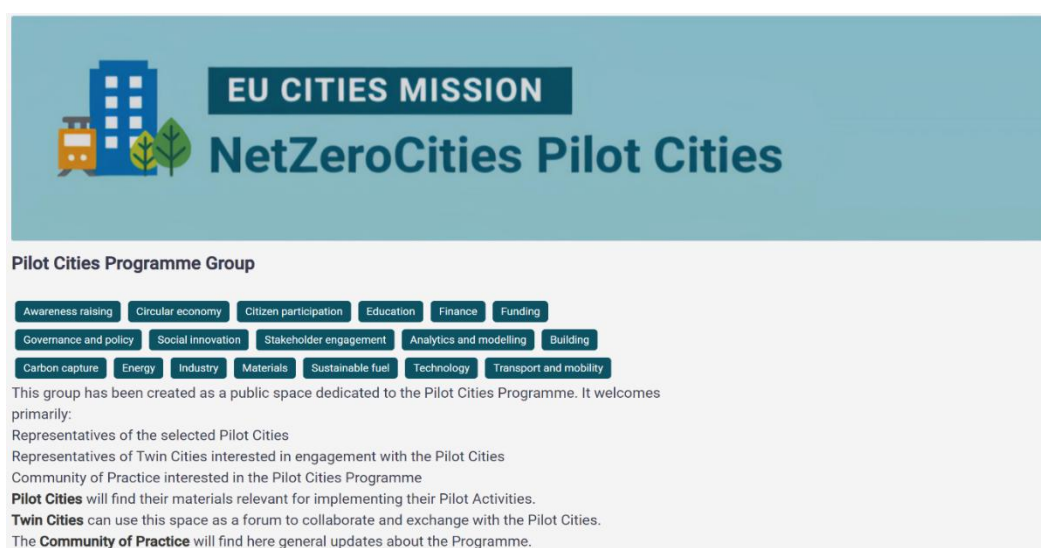 EU CITIES MISSION
NetZeroCities Pilot Cities
Pilot Cities Programme Group
Awareness raising Circular economy Citizen participation Education Finance Funding
Governance and policy Social innovation Stakeholder engagement Analytics and modelling Building
Carbon capture Energy Industry Materials Sustainable fuel Technology Transport and mobility
This group has been created as a public space dedicated to the Pilot Cities Programme. It welcomes
primarily:
Representatives of the selected Pilot Cities
Representatives of Twin Cities interested in engagement with the Pilot Cities
Community of Practice interested in the Pilot Cities Programme
Pilot Cities will find their materials relevant for implementing their Pilot Activities.
Twin Cities can use this space as a forum to collaborate and exchange with the Pilot Cities.
The Community of Practice will find here general updates about the Programme.